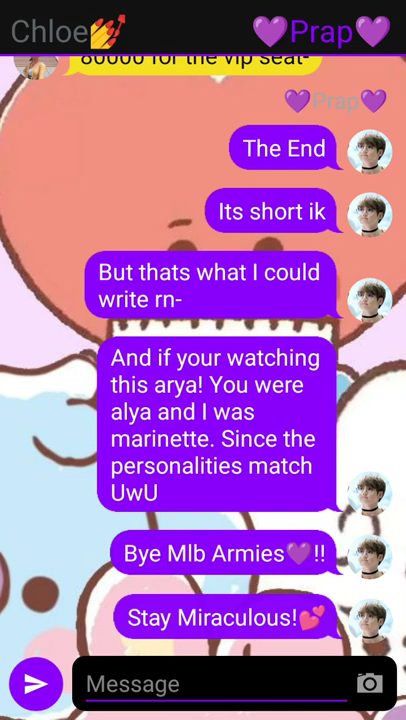 Chloe💅 💜Prap💜
80000 for the vip seat-
💜Prap💜
The End
Its short ik
But thats what I could
write rn-
And if your watching
this arya! You were
alya and I was
marinette. Since the
personalities match
UwU
Bye Mlb Armies💜!!
Stay Miraculous!💕
Message